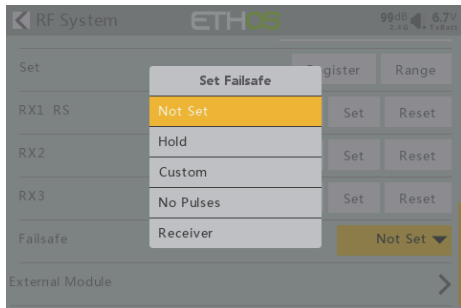 RF System ETHOS 99dB 6.7V
2.4G TxBatt
Set Register Range
Set Failsafe
RX1 RS Set Reset
Not Set
Hold
RX2 Set Reset
Custom
RX3 Set Reset
No Pulses
Receiver
Failsafe Not Set
External Module